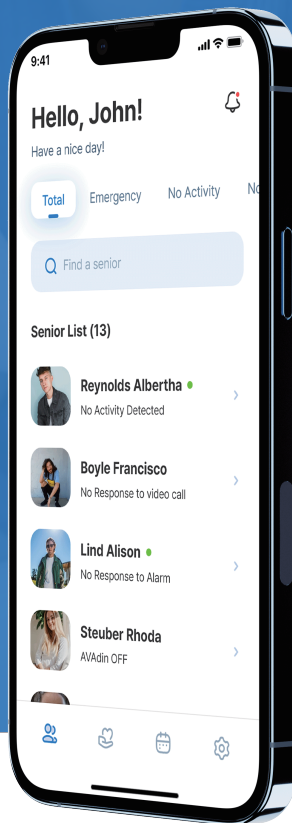 9:41
Hello, John!
Have a nice day!
Total Emergency No Activity No
Find a senior
Senior List (13)
Reynolds Albertha
No Activity Detected
Boyle Francisco
No Response to video call
Lind Alison
No Response to Alarm
Steuber Rhoda
AVAdin OFF